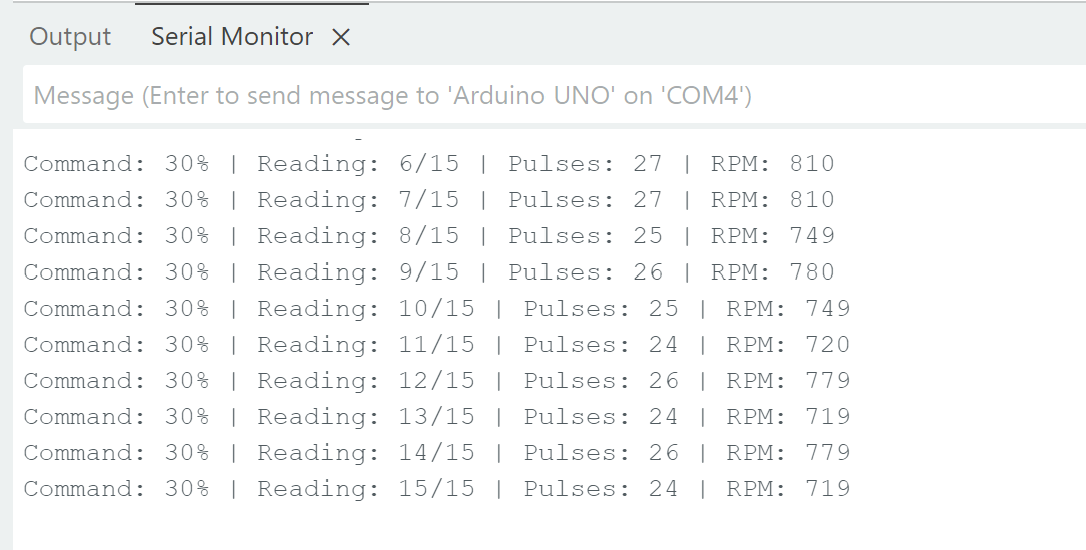 Output Serial Monitor
Message (Enter to send message to 'Arduino UNO' on 'COM4')
Command: 30% | Reading: 6/15 | Pulses: 27 | RPM: 810
Command: 30% | Reading: 7/15 | Pulses: 27 | RPM: 810
Command: 30% | Reading: 8/15 | Pulses: 25 | RPM: 749
Command: 30% | Reading: 9/15 | Pulses: 26 | RPM: 780
Command: 30% | Reading: 10/15 | Pulses: 25 | RPM: 749
Command: 30% | Reading: 11/15 | Pulses: 24 | RPM: 720
Command: 30% | Reading: 12/15 | Pulses: 26 | RPM: 779
Command: 30% | Reading: 13/15 | Pulses: 24 | RPM: 719
Command: 30% | Reading: 14/15 | Pulses: 26 | RPM: 779
Command: 30% | Reading: 15/15 | Pulses: 24 | RPM: 719